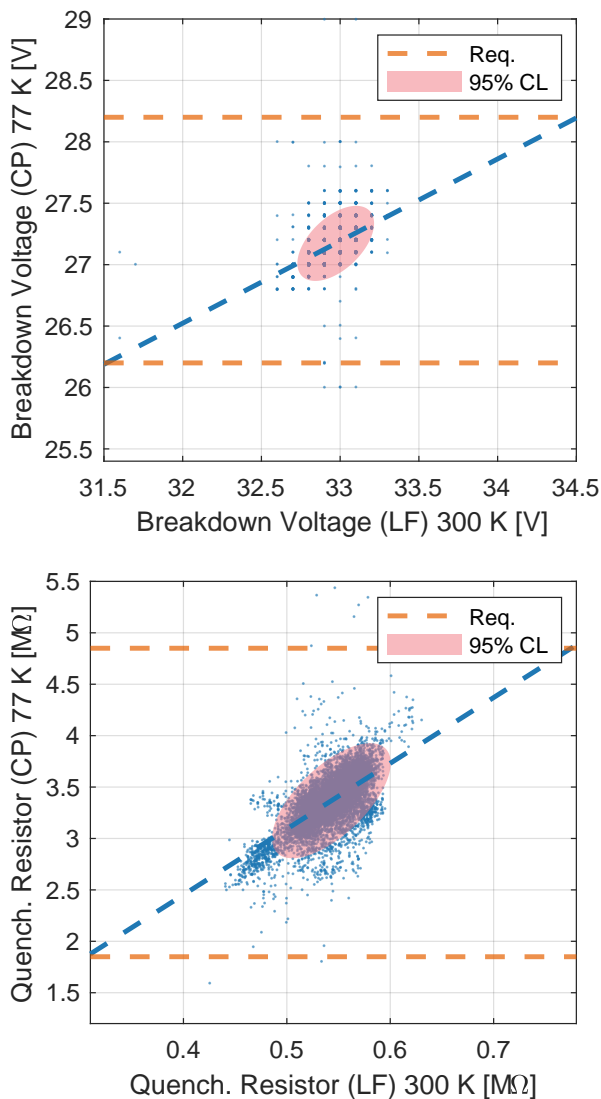 29
28.5
28
27.5
27
26.5
26
25.5
Breakdown Voltage (CP) 77 K [V]
Req.
95% CL
31.5 32 32.5 33 33.5 34 34.5
Breakdown Voltage (LF) 300 K [V]
5.5
5
4.5
4
3.5
3
2.5
2
1.5
Quench. Resistor (CP) 77 K [MΩ]
Req.
95% CL
0.4 0.5 0.6 0.7
Quench. Resistor (LF) 300 K [MΩ]